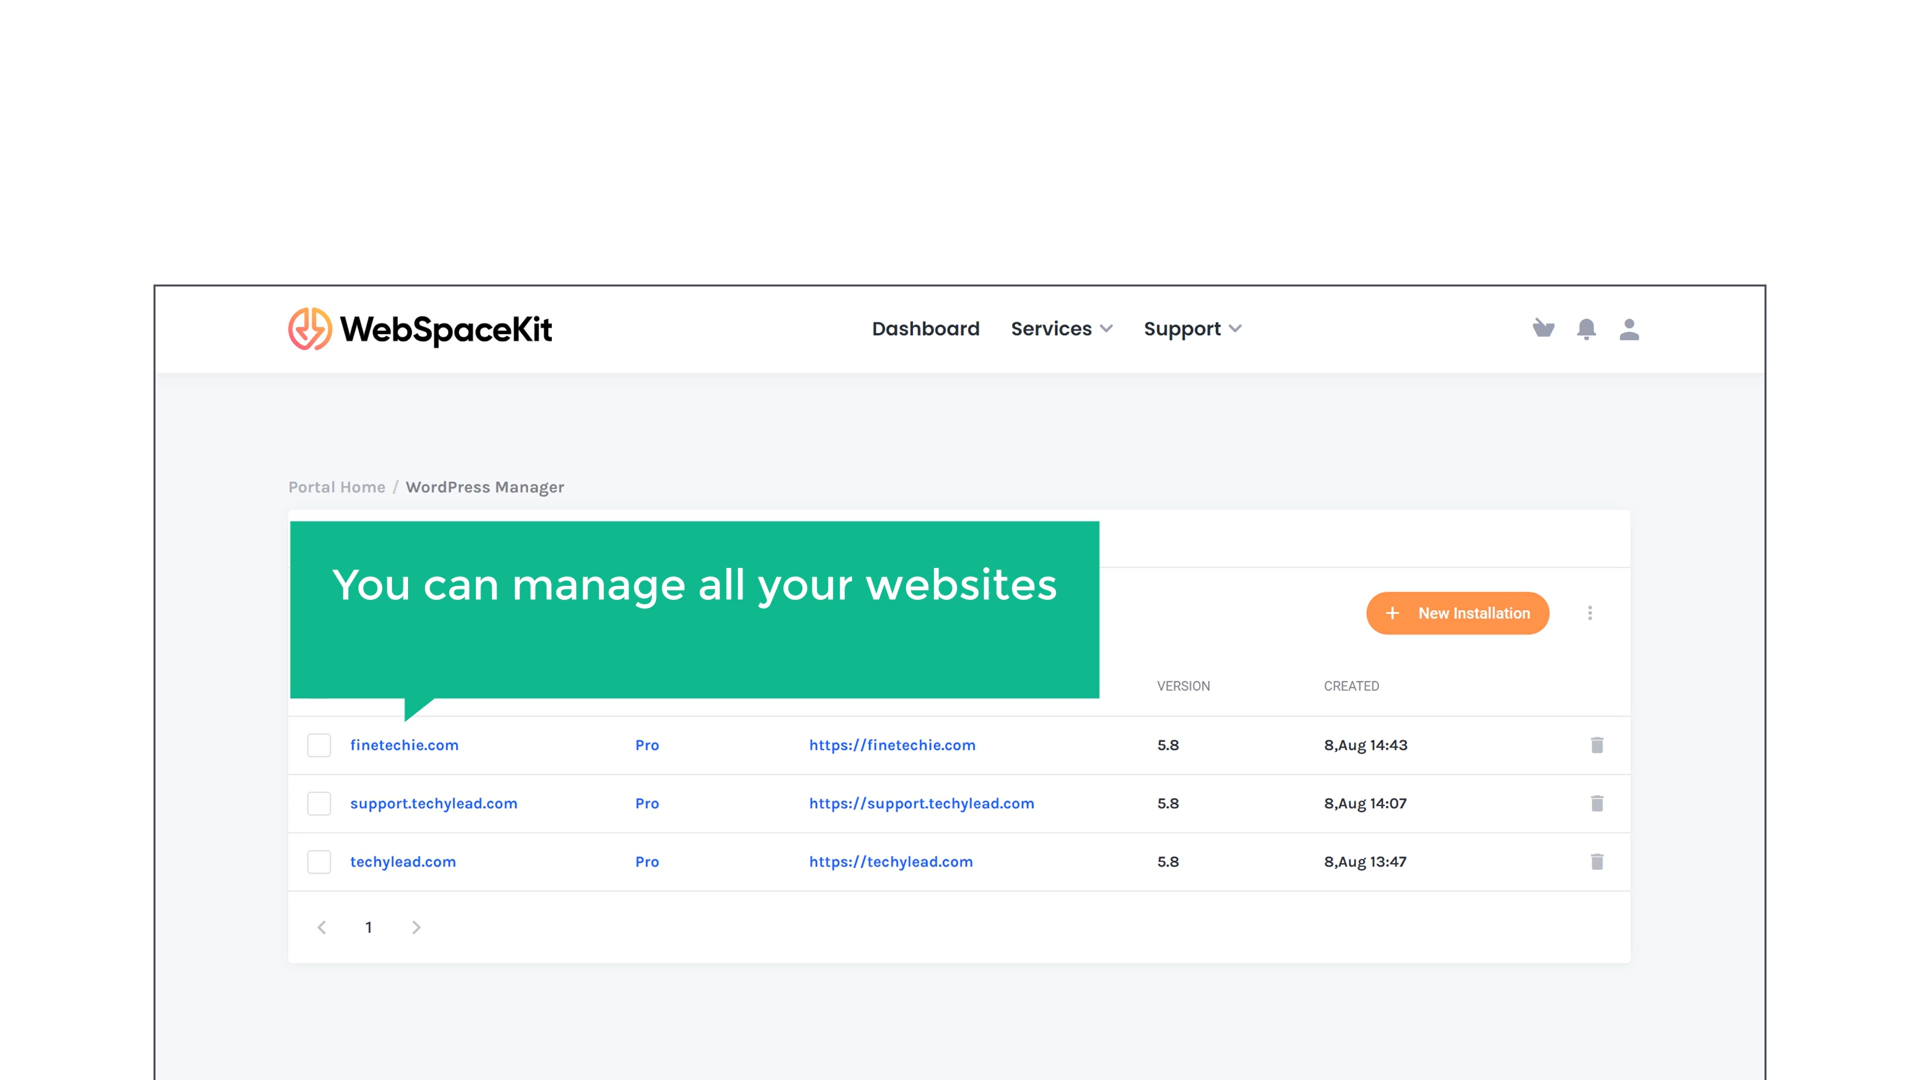 WebSpaceKit
Dashboard Services Support
Portal Home / WordPress Manager
You can manage all your websites
+ New Installation
VERSION CREATED
finetechie.com Pro https://finetechie.com 5.8 8,Aug 14:43
support.techylead.com Pro https://support.techylead.com 5.8 8,Aug 14:07
techylead.com Pro https://techylead.com 5.8 8,Aug 13:47
1